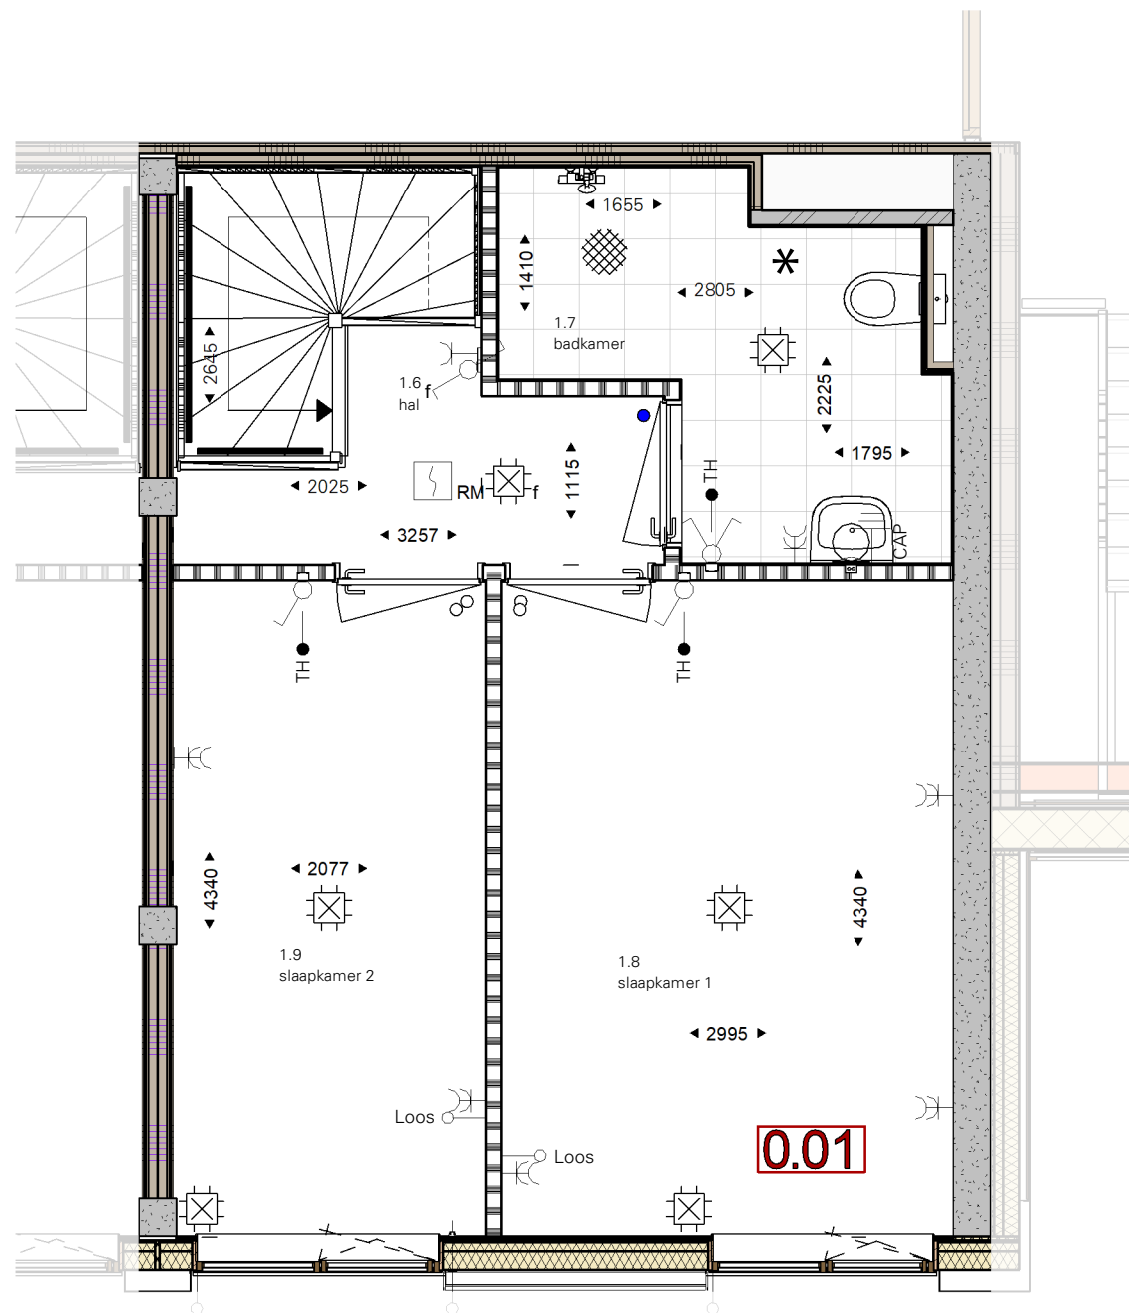 1655
1410
2805
1.7
badkamer
2645
1.6 f
hal
2225
1795
2025
RM
f
1115
TH
CAP
3257
TH
TH
2077
4340
4340
1.9
slaapkamer 2
1.8
slaapkamer 1
2995
Loos
Loos
0.01